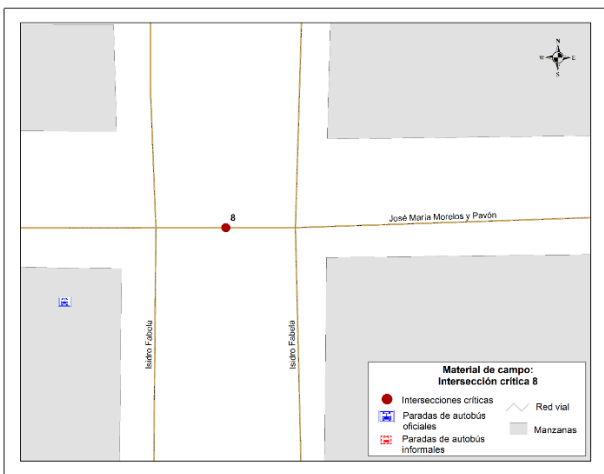 N
W E
S
8
José María Morelos y Pavón
Isidro Fabela
Isidro Fabela
Material de campo:
Intersección crítica 8
Intersecciones críticas
Paradas de autobús
oficiales
Paradas de autobús
informales
Red vial
Manzanas